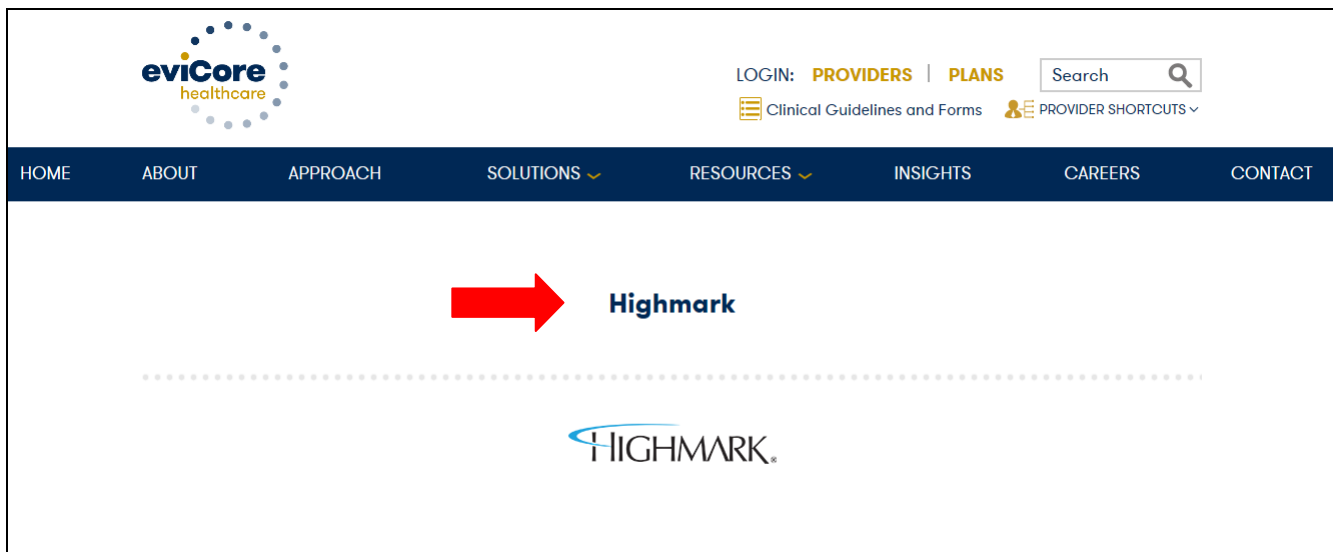 eviCore
healthcare
LOGIN: PROVIDERS | PLANS
Search
Clinical Guidelines and Forms
PROVIDER SHORTCUTS
HOME ABOUT APPROACH SOLUTIONS RESOURCES INSIGHTS CAREERS CONTACT
Highmark
HIGHMARK®